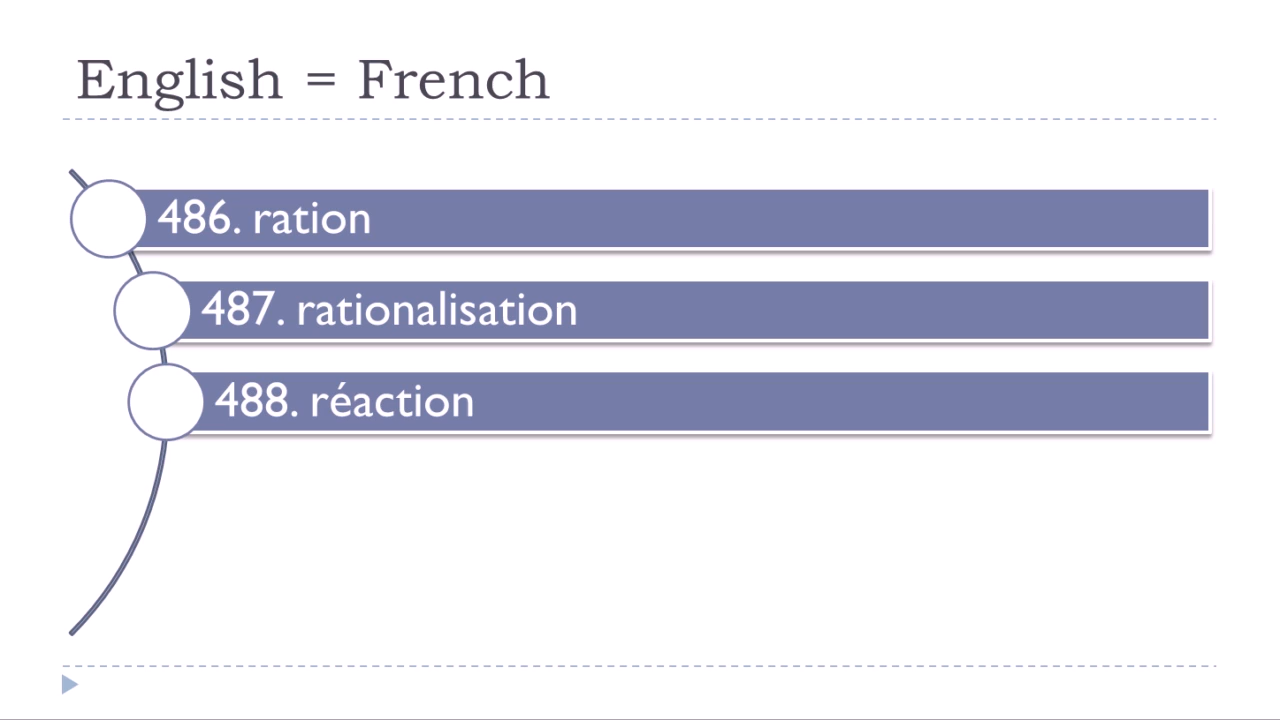 English = French
486. ration
487. rationalisation
488. réaction